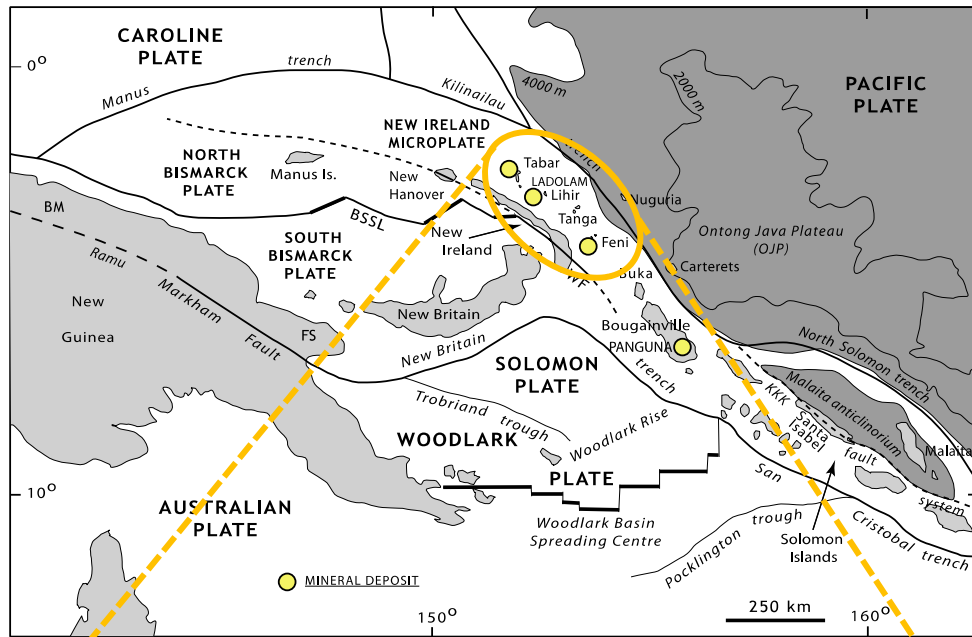 CAROLINE
PLATE
0°
Manus
trench
Kilinailau
trench
4000 m
2000 m
PACIFIC
PLATE
NEW IRELAND
MICROPLATE
NORTH
BISMARCK
PLATE
Manus Is.
New
Hanover
Tabar
LADOLAM
Lihir
Tanga
Feni
Nuguria
Ontong Java Plateau
(OJP)
BM
BSSL
New
Ireland
SOUTH
BISMARCK
PLATE
WF
Buka
Carterets
Ramu
Markham
Fault
New
Guinea
FS
New Britain
New Britain
trench
Bougainville
PANGUNA
North Solomon trench
SOLOMON
PLATE
Trobriand
trough
Woodlark Rise
KKK
Santa
Isabel
fault
system
Malaita anticlinorium
Malaita
WOODLARK
PLATE
10°
AUSTRALIAN
PLATE
Woodlark Basin
Spreading Centre
San
Cristobal trench
Pocklington
trough
Solomon
Islands
MINERAL DEPOSIT
150°
250 km
160°